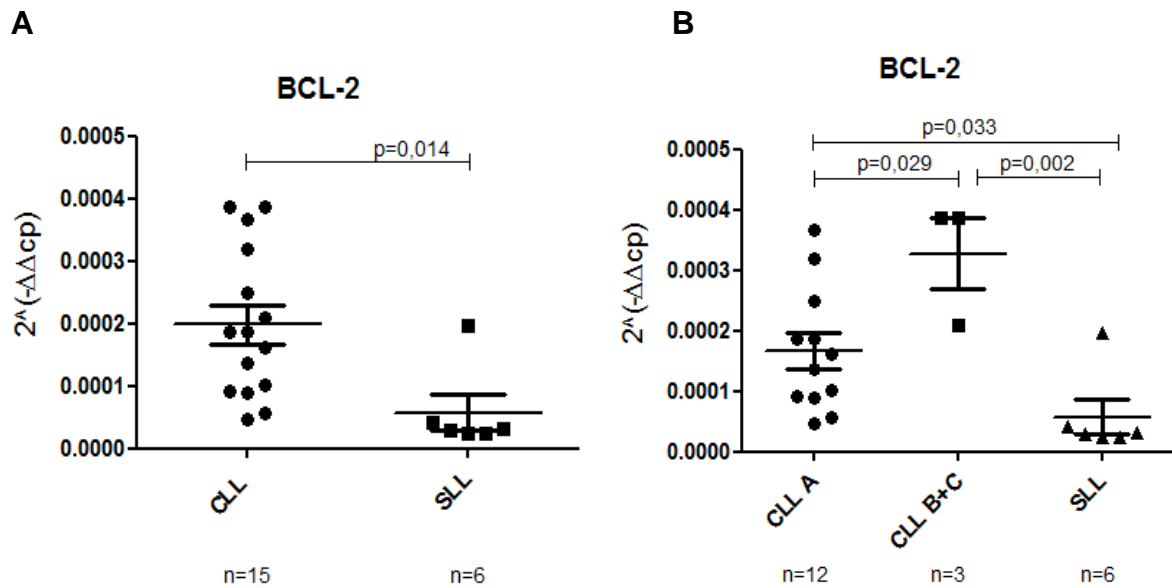 A
BCL-2
0.0005
0.0004
0.0003
0.0002
0.0001
0.0000
2^(-ΔΔcp)
p=0,014
CLL
SLL
n=15
n=6
B
BCL-2
0.0005
0.0004
0.0003
0.0002
0.0001
0.0000
2^(-ΔΔcp)
p=0,033
p=0,029
p=0,002
CLL A
CLL B+C
SLL
n=12
n=3
n=6